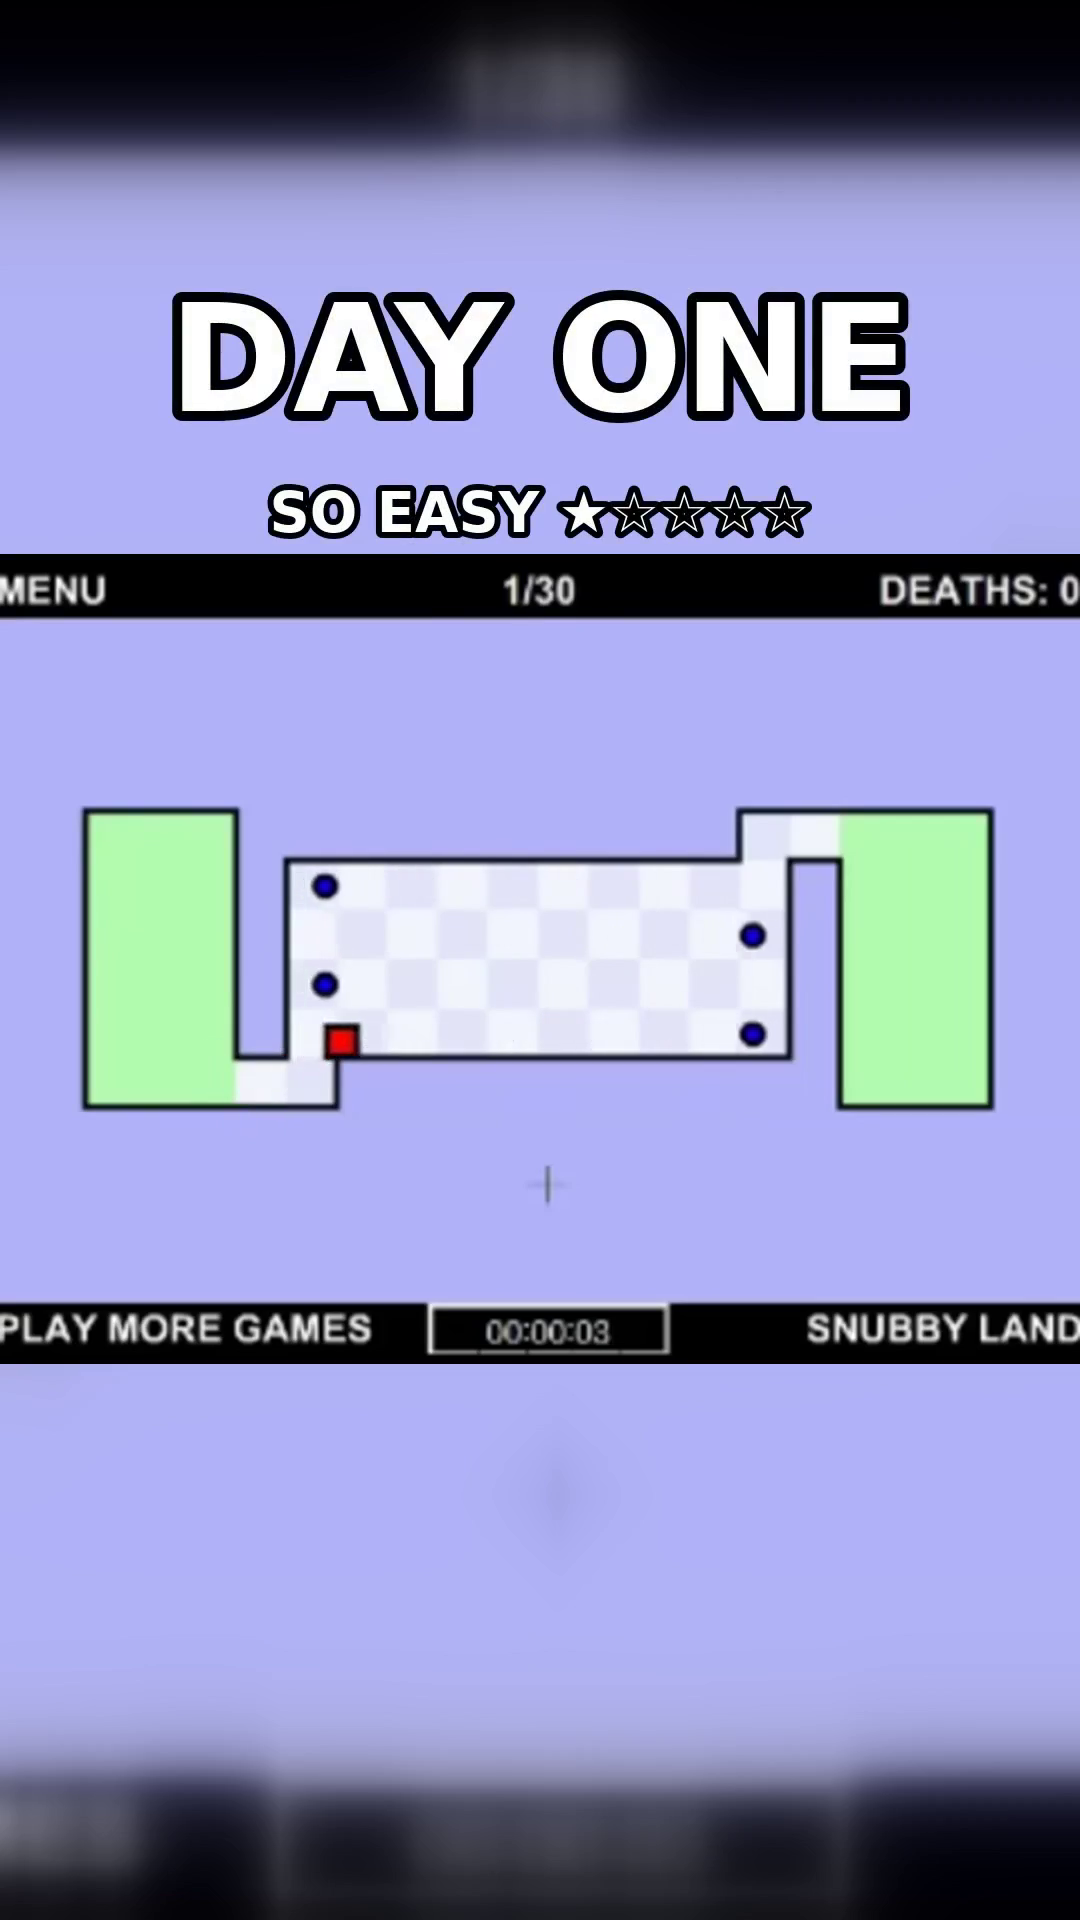 DAY ONE
SO EASY ★☆☆☆☆
MENU 1/30 DEATHS: 0
PLAY MORE GAMES 00:00:03 SNUBBY LAND